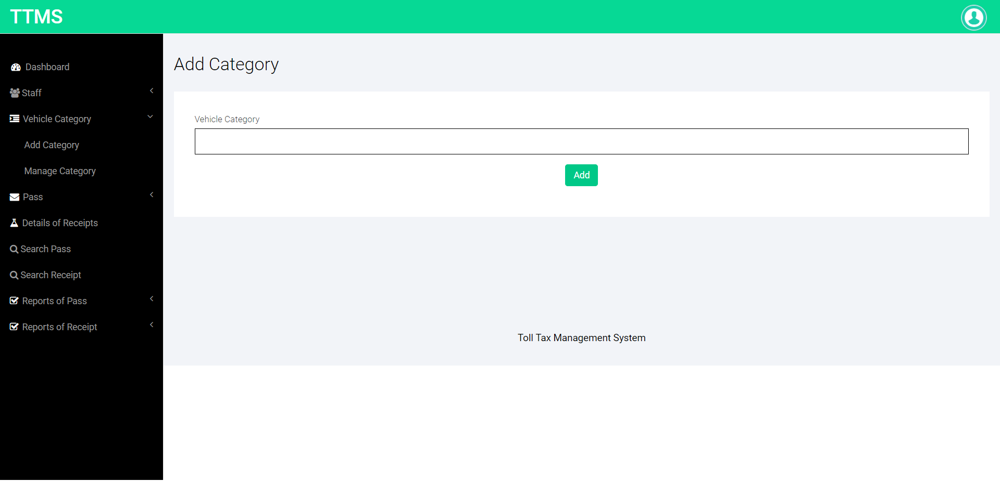 TTMS
Dashboard
Staff
Vehicle Category
Add Category
Manage Category
Pass
Details of Receipts
Search Pass
Search Receipt
Reports of Pass
Reports of Receipt
Add Category
Vehicle Category
Add
Toll Tax Management System